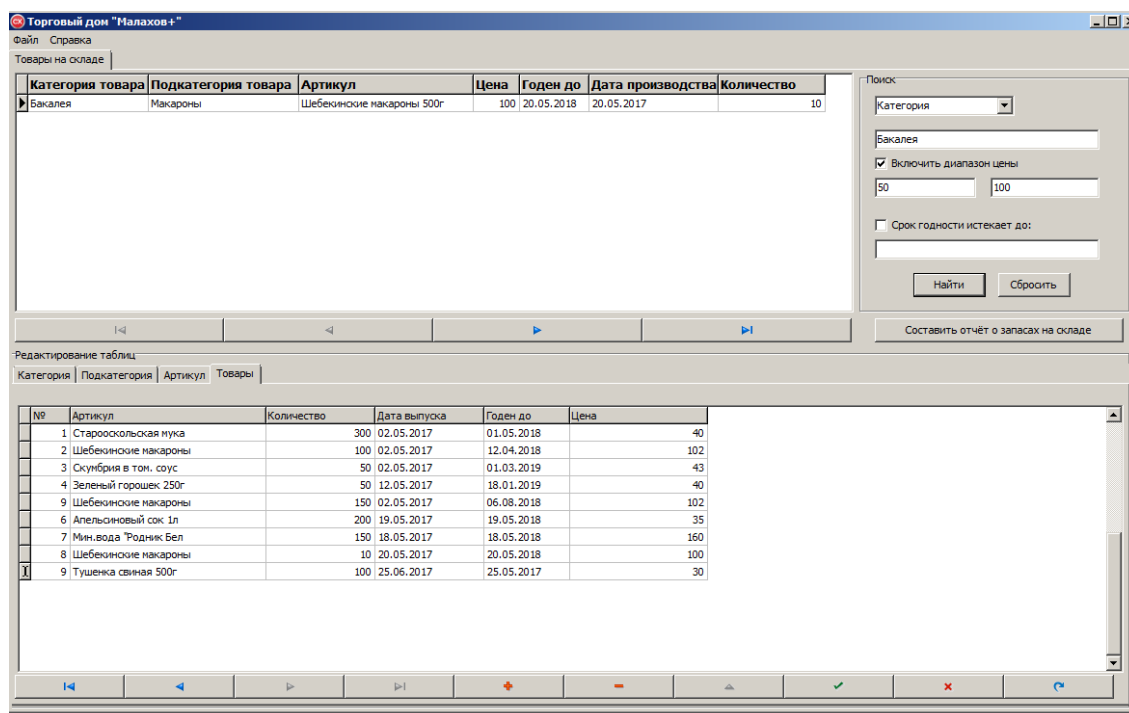 СК Торговый дом "Малахов+"
Файл Справка
Товары на складе
Категория товара Подкатегория товара Артикул Цена Годен до Дата производства Количество
Бакалея Макароны Шебекинские макароны 500г 100 20.05.2018 20.05.2017 10
Поиск
Категория
Бакалея
Включить диапазон цены
50 100
Срок годности истекает до:
Найти Сбросить
Составить отчёт о запасах на складе
Редактирование таблиц
Категория Подкатегория Артикул Товары
№ Артикул Количество Дата выпуска Годен до Цена
1 Старооскольская мука 300 02.05.2017 01.05.2018 40
2 Шебекинские макароны 100 02.05.2017 12.04.2018 102
3 Скумбрия в том. соус 50 02.05.2017 01.03.2019 43
4 Зеленый горошек 250г 50 12.05.2017 18.01.2019 40
9 Шебекинские макароны 150 02.05.2017 06.08.2018 102
6 Апельсиновый сок 1л 200 19.05.2017 19.05.2018 35
7 Мин.вода "Родник Бел 150 18.05.2017 18.05.2018 160
8 Шебекинские макароны 10 20.05.2017 20.05.2018 100
9 Тушенка свиная 500г 100 25.06.2017 25.05.2017 30